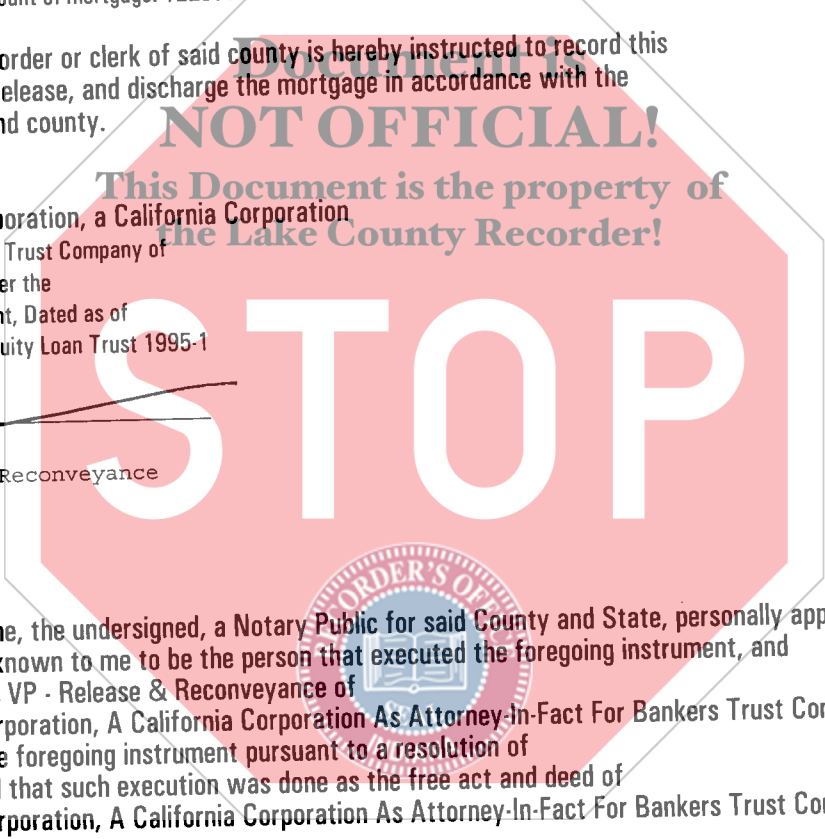 order or clerk of said county is hereby instructed to record this
elease, and discharge the mortgage in accordance with the
nd county.
Document is
NOT OFFICIAL!
This Document is the property of
the Lake County Recorder!
oration, a California Corporation
Trust Company of
er the
nt, Dated as of
uity Loan Trust 1995-1
STOP
Reconveyance
ORDER'S OFFIC
ne, the undersigned, a Notary Public for said County and State, personally app
known to me to be the person that executed the foregoing instrument, and
VP - Release & Reconveyance of
rporation, A California Corporation As Attorney-In-Fact For Bankers Trust Co
e foregoing instrument pursuant to a resolution of
that such execution was done as the free act and deed of
rporation, A California Corporation As Attorney-In-Fact For Bankers Trust Co